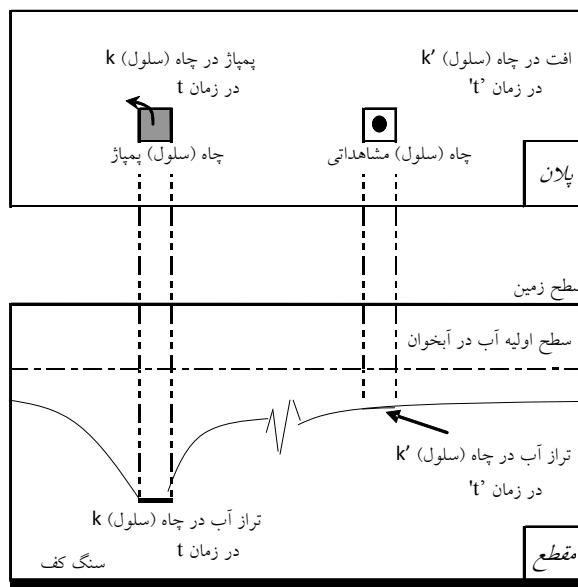 پمپاژ در چاه (سلول) k
در زمان t
افت در چاه (سلول) k’
در زمان ’t'
چاه (سلول) پمپاژ
چاه (سلول) مشاهداتی
پلان
سطح زمین
سطح اولیه آب در آبخوان
تراز آب در چاه (سلول) k’
در زمان ’t'
تراز آب در چاه (سلول) k
در زمان t
سنگ کف
مقطع